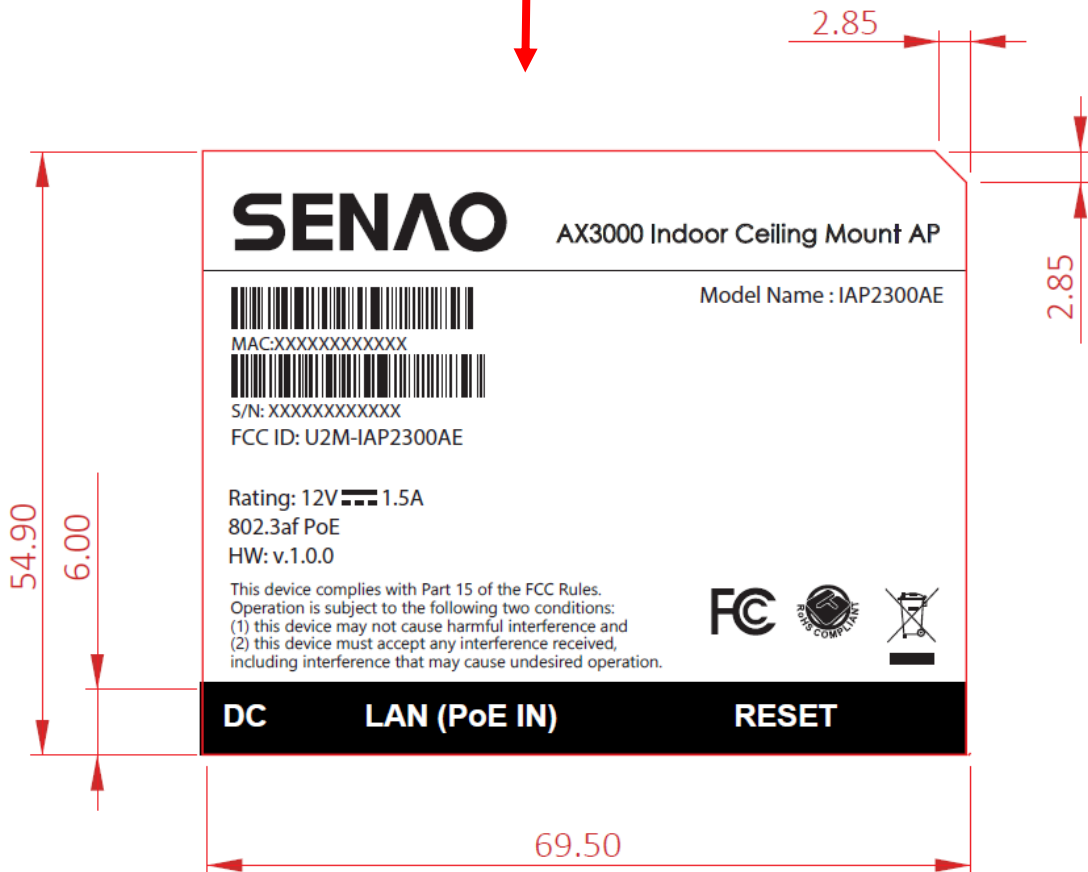 2.85
SENAO
AX3000 Indoor Ceiling Mount AP
2.85
Model Name : IAP2300AE
MAC:XXXXXXXXXXXX
S/N: XXXXXXXXXXXX
FCC ID: U2M-IAP2300AE
Rating: 12V 1.5A
802.3af PoE
HW: v.1.0.0
54.90
6.00
This device complies with Part 15 of the FCC Rules.
Operation is subject to the following two conditions:
(1) this device may not cause harmful interference and
(2) this device must accept any interference received,
including interference that may cause undesired operation.
FC
RoHS COMPLIANT
DC LAN (PoE IN) RESET
69.50